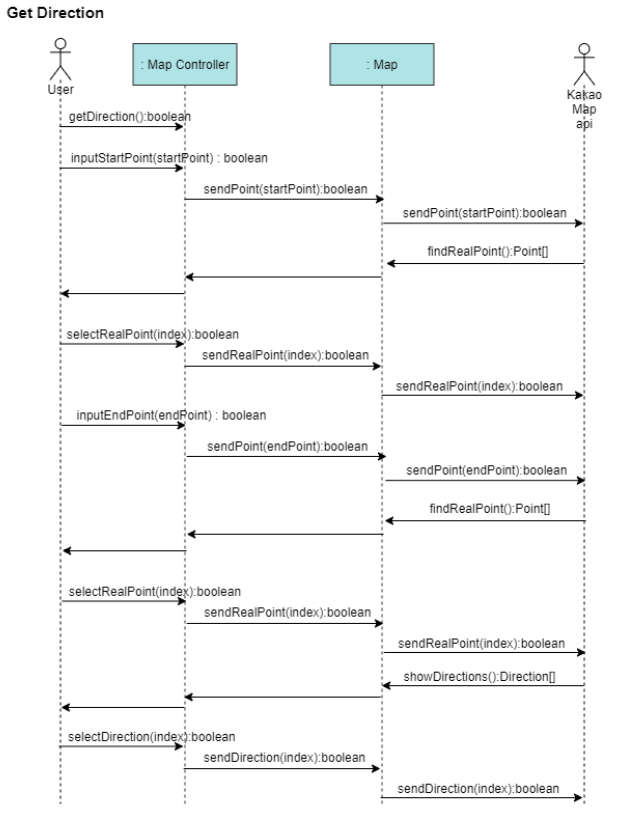 Get Direction
: Map Controller
: Map
User
Kakao
Map
api
getDirection():boolean
inputStartPoint(startPoint) : boolean
sendPoint(startPoint):boolean
sendPoint(startPoint):boolean
findRealPoint():Point[]
selectRealPoint(index):boolean
sendRealPoint(index):boolean
sendRealPoint(index):boolean
inputEndPoint(endPoint) : boolean
sendPoint(endPoint):boolean
sendPoint(endPoint):boolean
findRealPoint():Point[]
selectRealPoint(index):boolean
sendRealPoint(index):boolean
sendRealPoint(index):boolean
showDirections():Direction[]
selectDirection(index):boolean
sendDirection(index):boolean
sendDirection(index):boolean